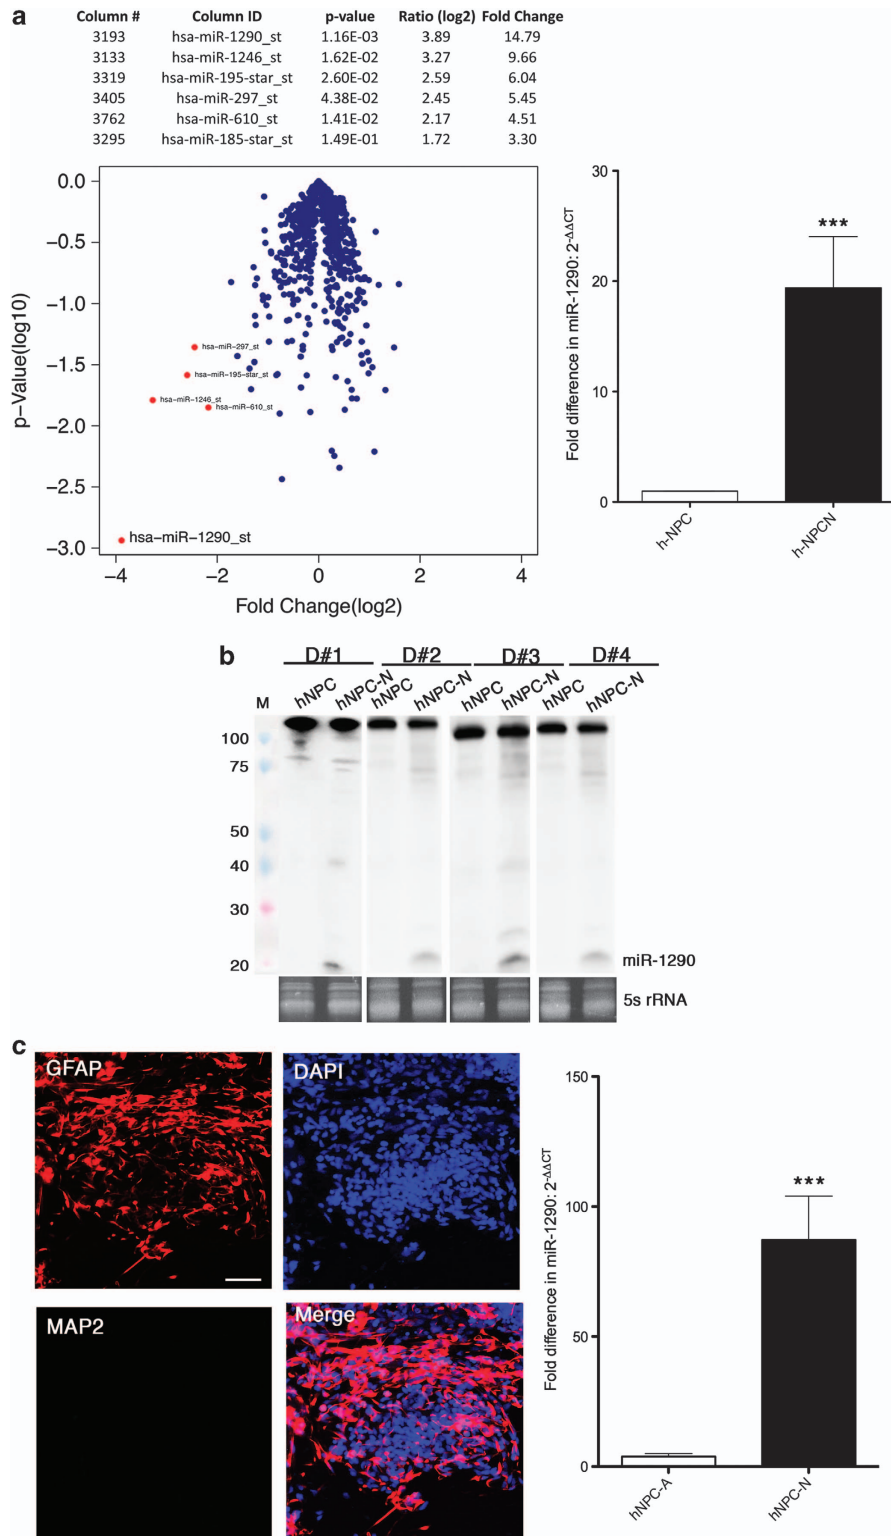 a
Column # Column ID p-value Ratio (log2) Fold Change
3193 hsa-miR-1290_st 1.16E-03 3.89 14.79
3133 hsa-miR-1246_st 1.62E-02 3.27 9.66
3319 hsa-miR-195-star_st 2.60E-02 2.59 6.04
3405 hsa-miR-297_st 4.38E-02 2.45 5.45
3762 hsa-miR-610_st 1.41E-02 2.17 4.51
3295 hsa-miR-185-star_st 1.49E-01 1.72 3.30
p-Value(log10)
0.0
−0.5
−1.0
−1.5
−2.0
−2.5
−3.0
hsa−miR−297_st
hsa−miR−195−star_st
hsa−miR−1246_st
hsa−miR−610_st
hsa−miR−1290_st
−4 −2 0 2 4
Fold Change(log2)
Fold difference in miR-1290: 2-ΔΔCT
30
20
10
0
***
h-NPC h-NPCN
b
D#1 D#2 D#3 D#4
M hNPC hNPC-N hNPC hNPC-N hNPC hNPC-N hNPC hNPC-N
100
75
50
40
30
20
miR-1290
5s rRNA
c
GFAP DAPI
MAP2 Merge
Fold difference in miR-1290: 2-ΔΔCT
150
100
50
0
***
hNPC-A hNPC-N